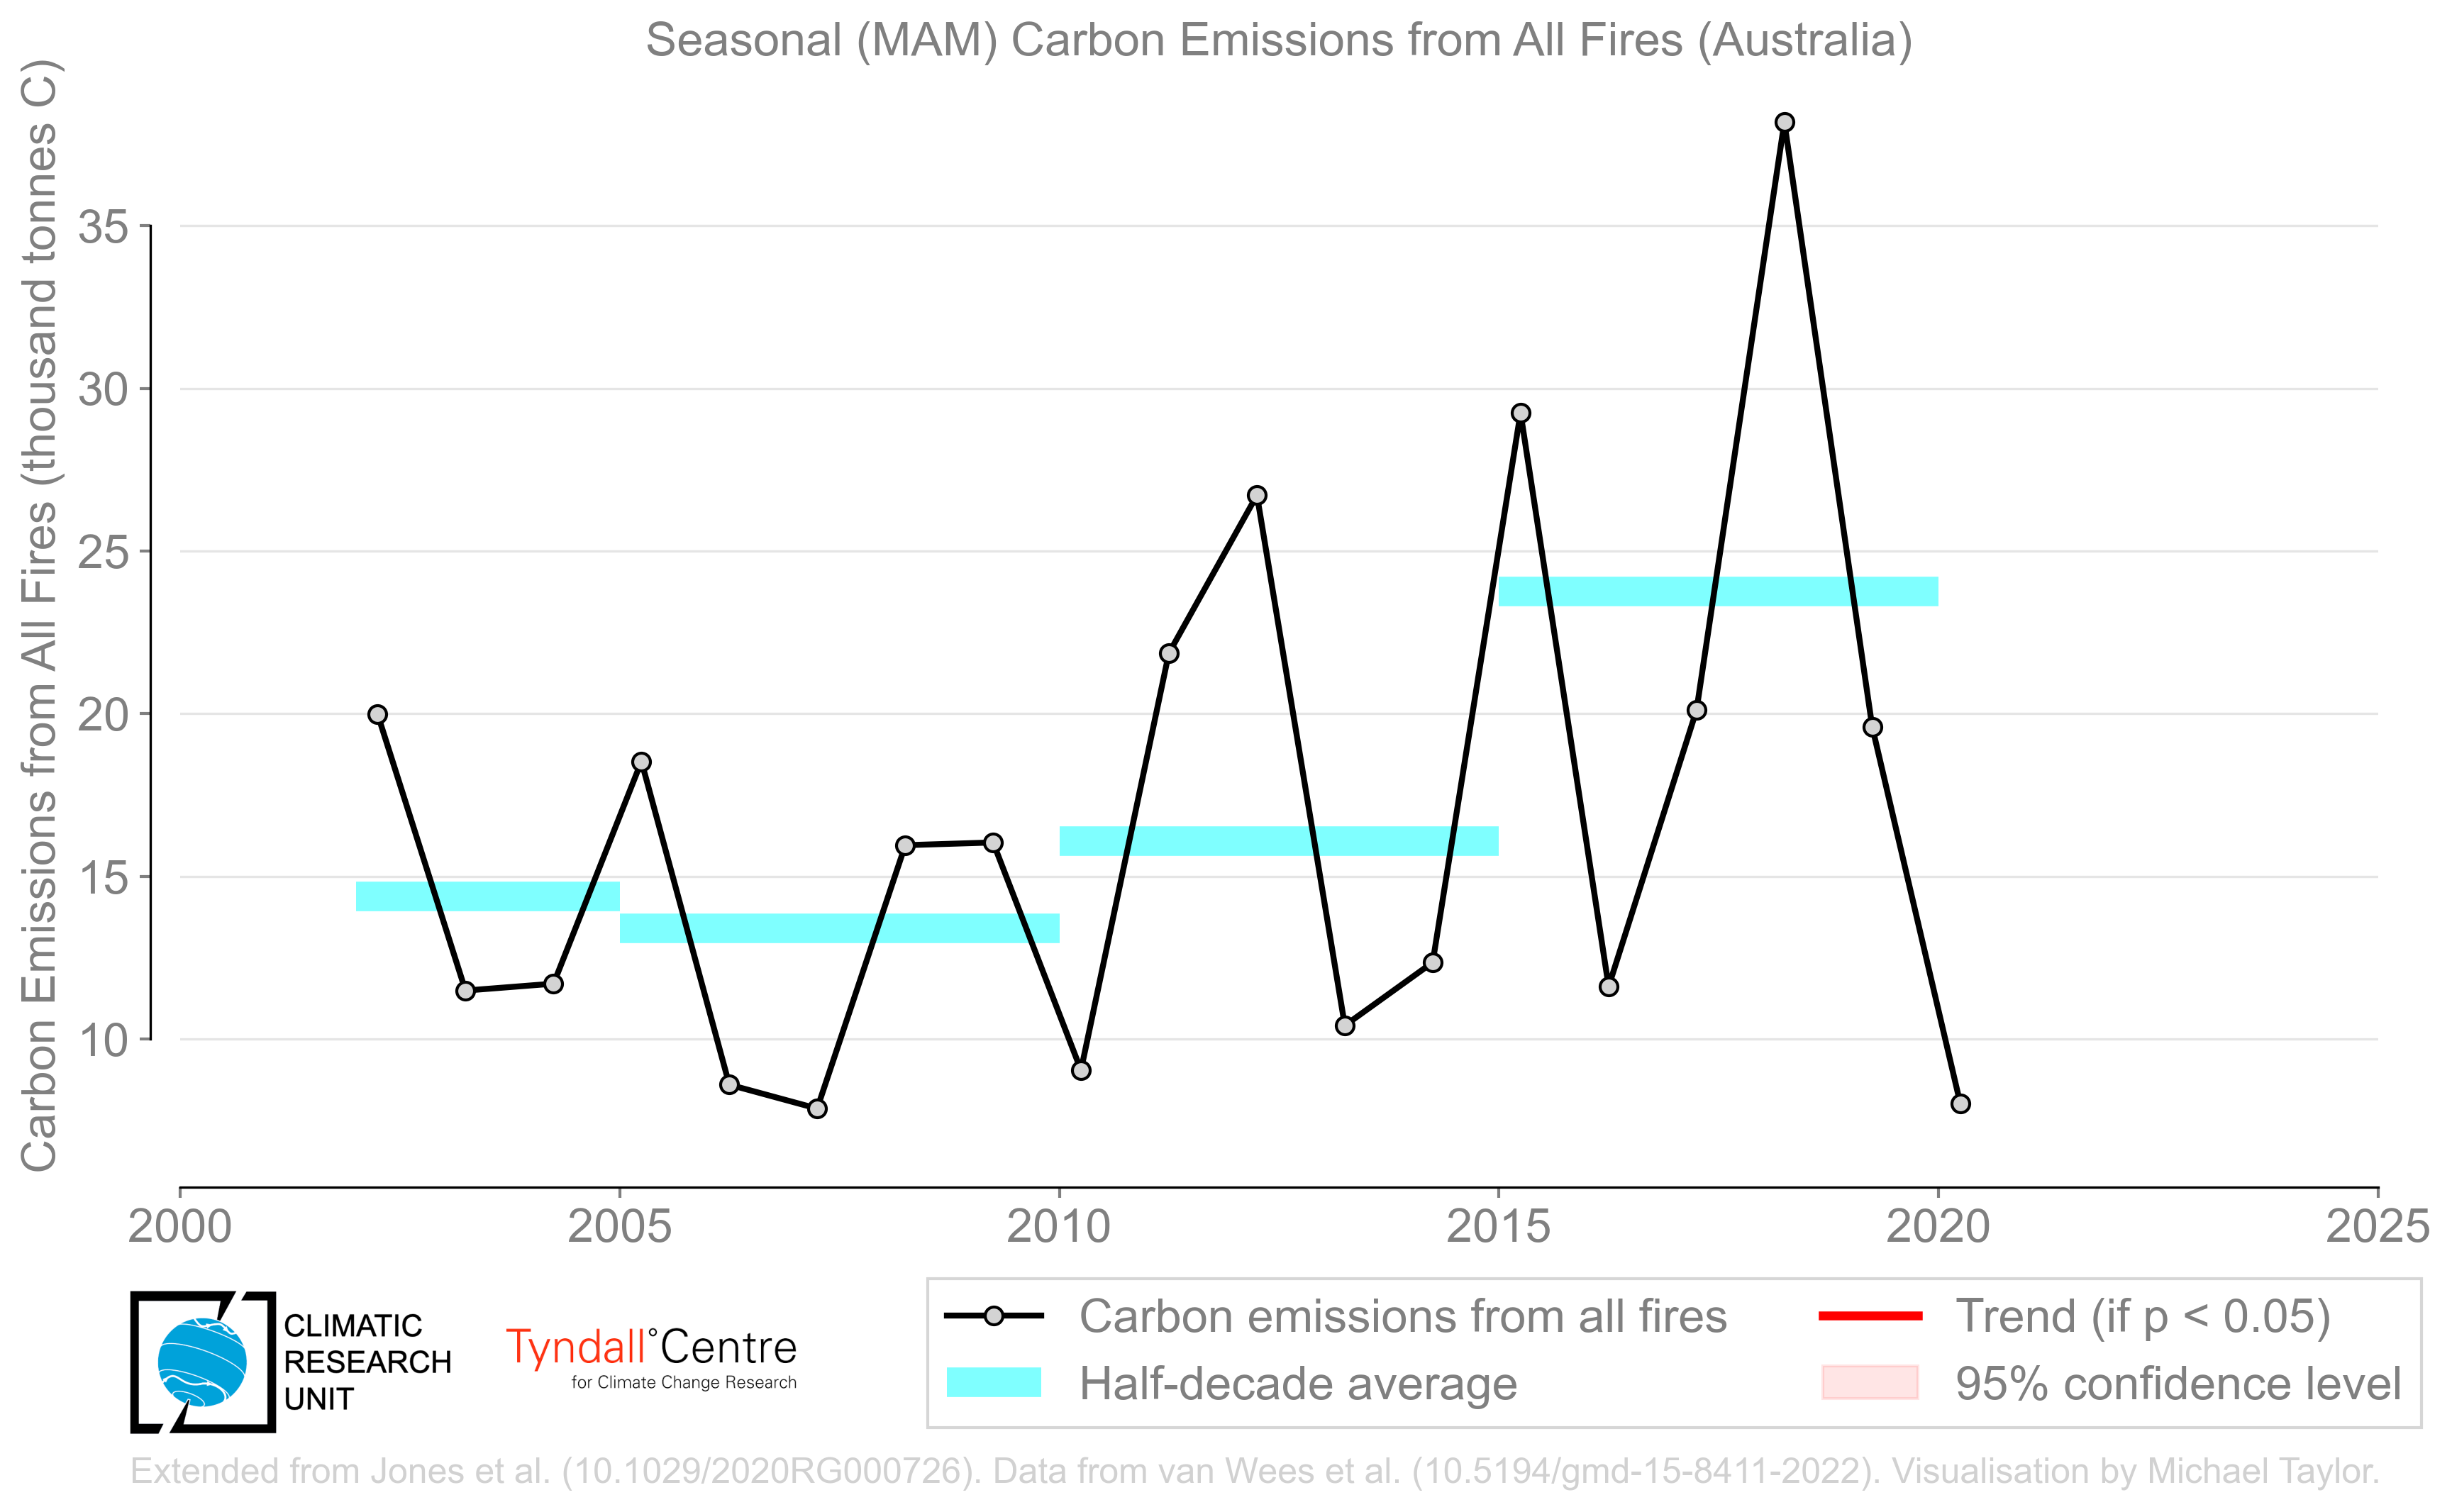 Seasonal (MAM) Carbon Emissions from All Fires (Australia)
Carbon Emissions from All Fires (thousand tonnes C)
35
30
25
20
15
10
2000 2005 2010 2015 2020 2025
CLIMATIC
RESEARCH
UNIT
Tyndall°Centre
for Climate Change Research
Carbon emissions from all fires
Half-decade average
Trend (if p < 0.05)
95% confidence level
Extended from Jones et al. (10.1029/2020RG000726). Data from van Wees et al. (10.5194/gmd-15-8411-2022). Visualisation by Michael Taylor.